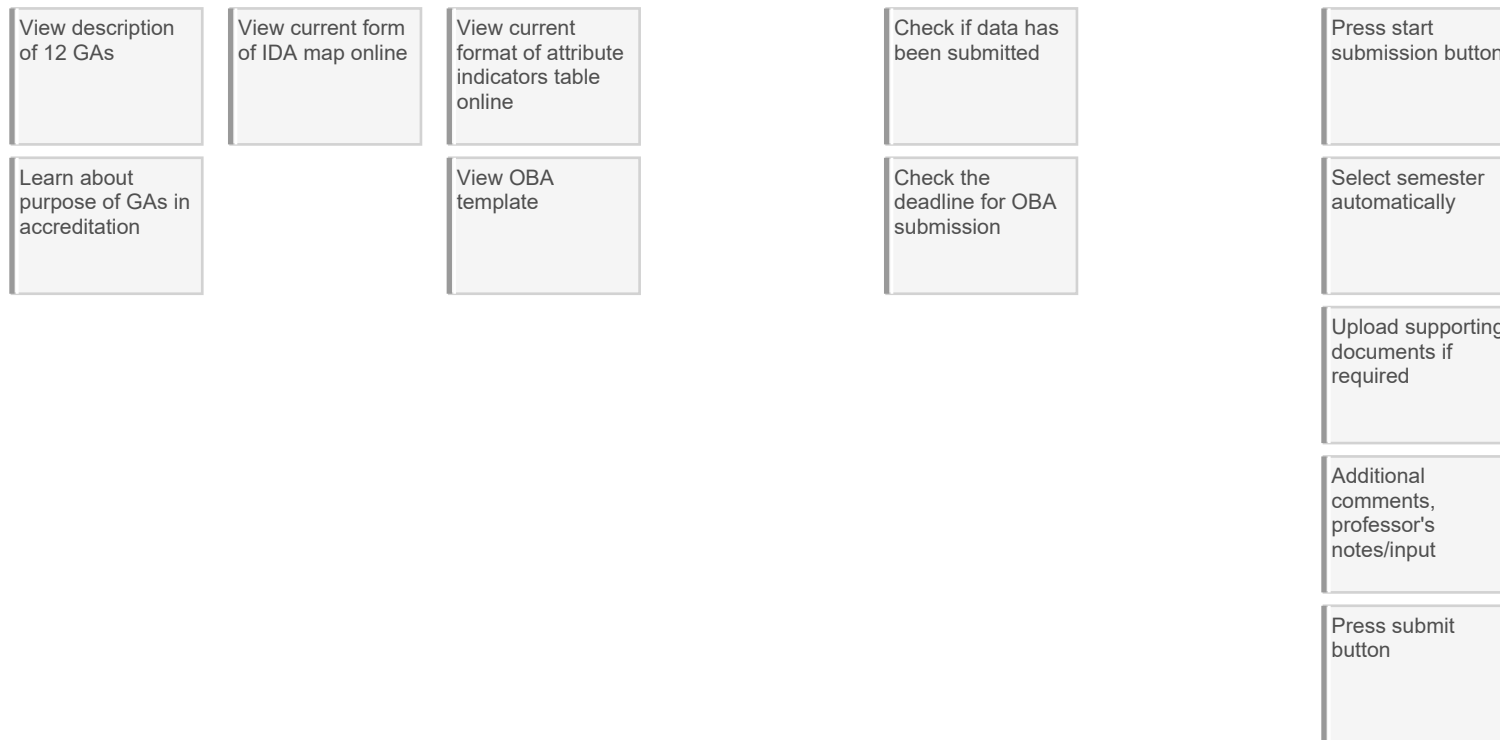 View description
of 12 GAs
View current form
of IDA map online
View current
format of attribute
indicators table
online
Check if data has
been submitted
Press start
submission button
Learn about
purpose of GAs in
accreditation
View OBA
template
Check the
deadline for OBA
submission
Select semester
automatically
Upload supporting
documents if
required
Additional
comments,
professor's
notes/input
Press submit
button